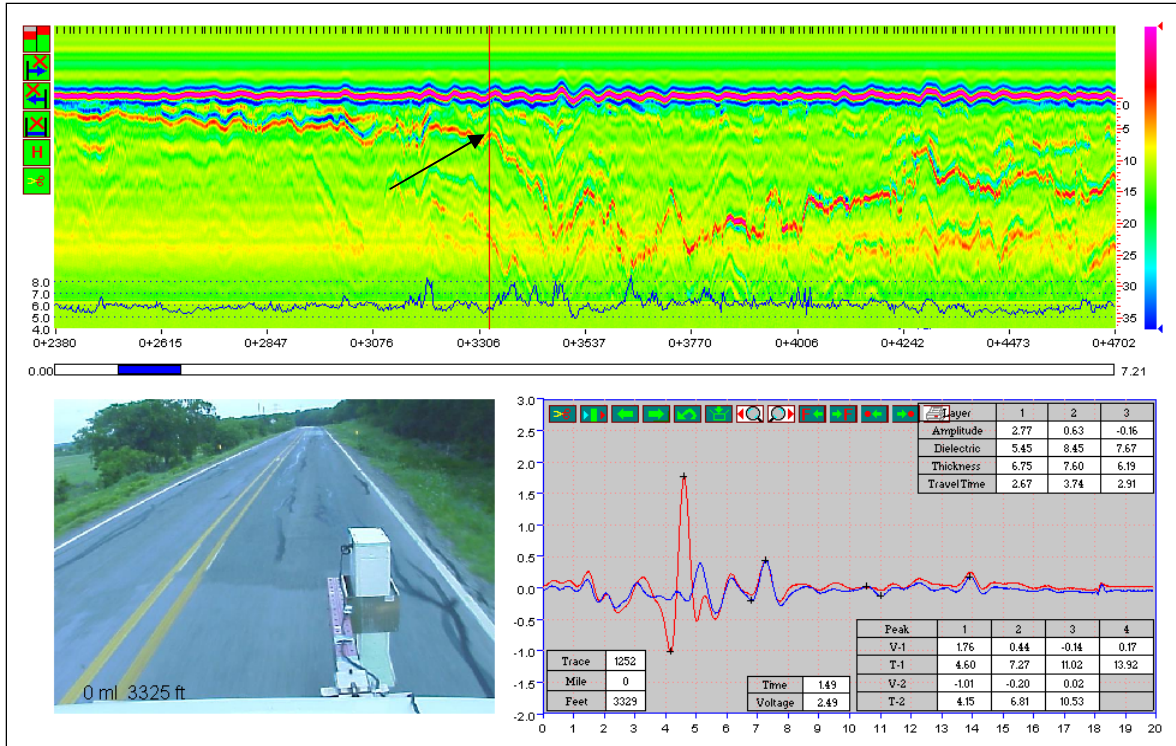 H
0
5
10
15
20
25
30
35
8.0
7.0
6.0
5.0
4.0
0+2380 0+2615 0+2847 0+3076 0+3306 0+3537 0+3770 0+4006 0+4242 0+4473 0+4702
0.00 7.21
0 ml 3325 ft
3.0
2.5
2.0
1.5
1.0
0.5
0.0
-0.5
-1.0
-1.5
-2.0
Layer 1 2 3
Amplitude 2.77 0.63 -0.16
Dielectric 5.45 8.45 7.67
Thickness 6.75 7.60 6.19
Travel Time 2.67 3.74 2.91
Peak 1 2 3 4
V-1 1.76 0.44 -0.14 0.17
T-1 4.60 7.27 11.02 13.92
V-2 -1.01 -0.20 0.02
T-2 4.15 6.81 10.53
Trace 1252
Mile 0
Feet 3329
Time 1.49
Voltage 2.49
0 1 2 3 4 5 6 7 8 9 10 11 12 13 14 15 16 17 18 19 20